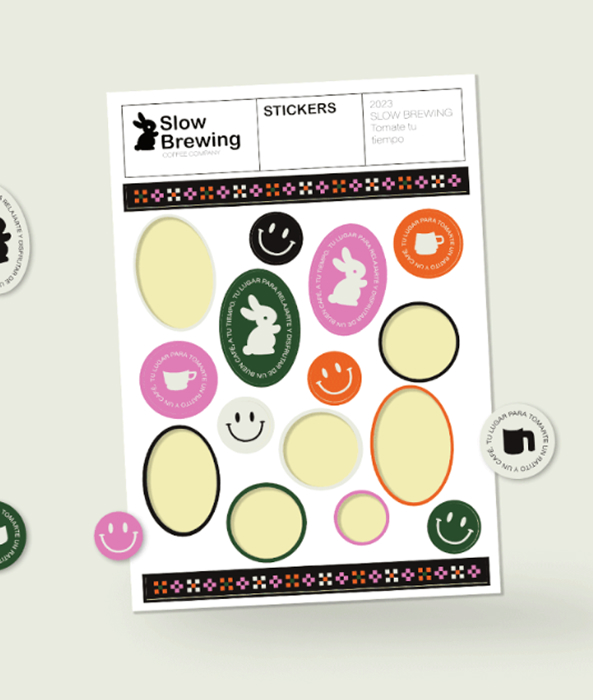 Slow
Brewing
COFFEE COMPANY
STICKERS
2023
SLOW BREWING
Tomate tu
tiempo
TU LUGAR PARA TOMARTE
UN RATITO Y UN CAFÉ.
TU LUGAR PARA RELAJARTE Y DISFRUTAR DE UN BUEN CAFÉ, A TU TIEMPO.
TU LUGAR PARA RELAJARTE Y DISFRUTAR DE UN BUEN CAFÉ, A TU TIEMPO.
TU LUGAR PARA TOMARTE UN RATITO Y UN CAFÉ.
RELAJARTE Y DISFRUTAR DE UN
TU LUGAR PARA TOMARTE UN RATITO Y UN CAFÉ.
TOMARTE UN RATITO